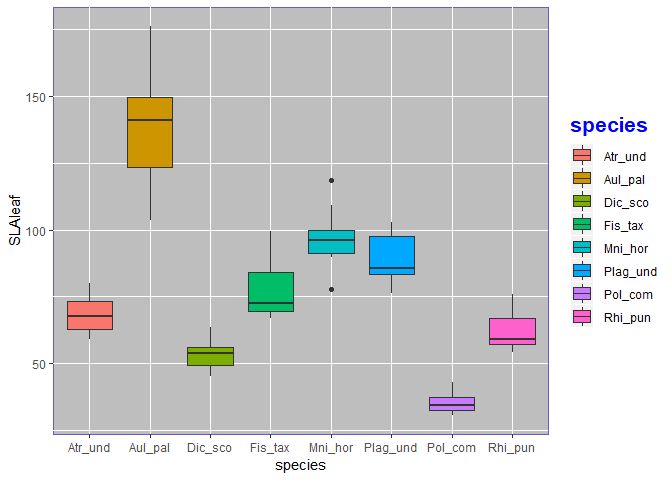 SLAleaf
150
100
50
Atr_und Aul_pal Dic_sco Fis_tax Mni_hor Plag_und Pol_com Rhi_pun
species
species
Atr_und
Aul_pal
Dic_sco
Fis_tax
Mni_hor
Plag_und
Pol_com
Rhi_pun